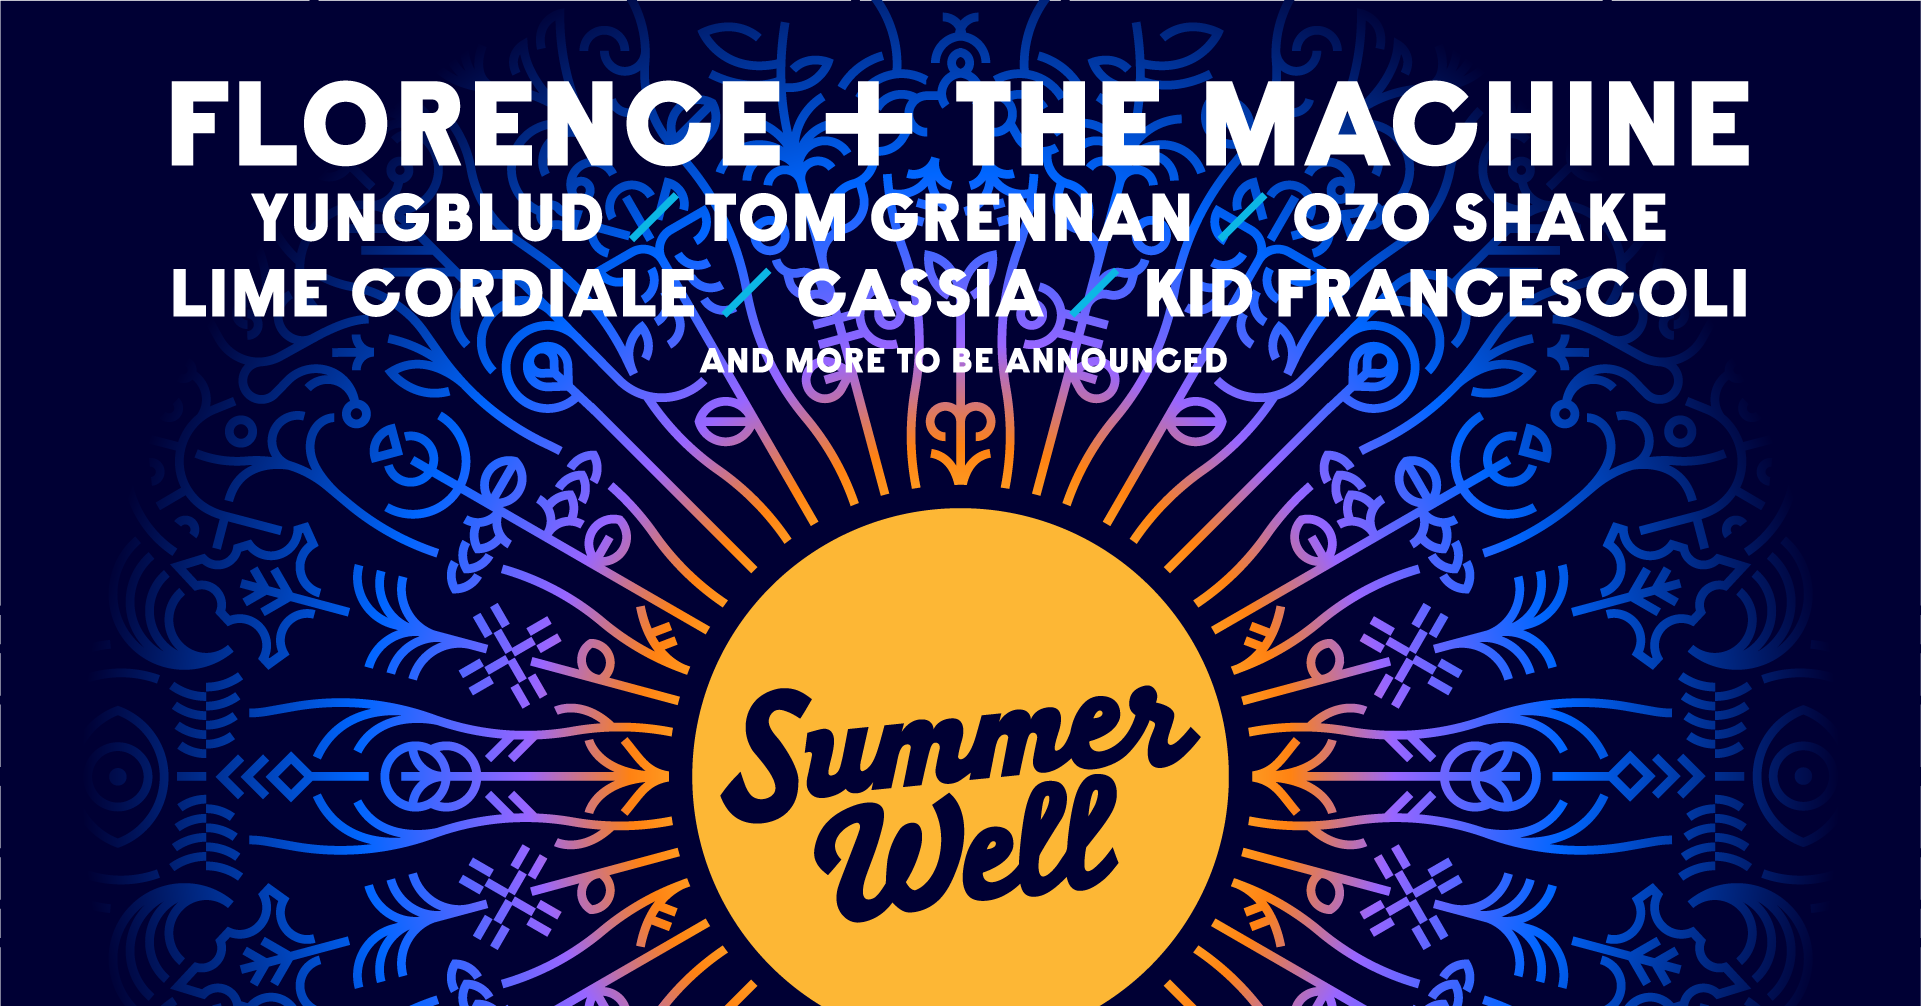 FLORENCE + THE MACHINE
YUNGBLUD / TOM GRENNAN / 070 SHAKE
LIME CORDIALE / CASSIA / KID FRANCESCOLI
AND MORE TO BE ANNOUNCED
Summer
Well